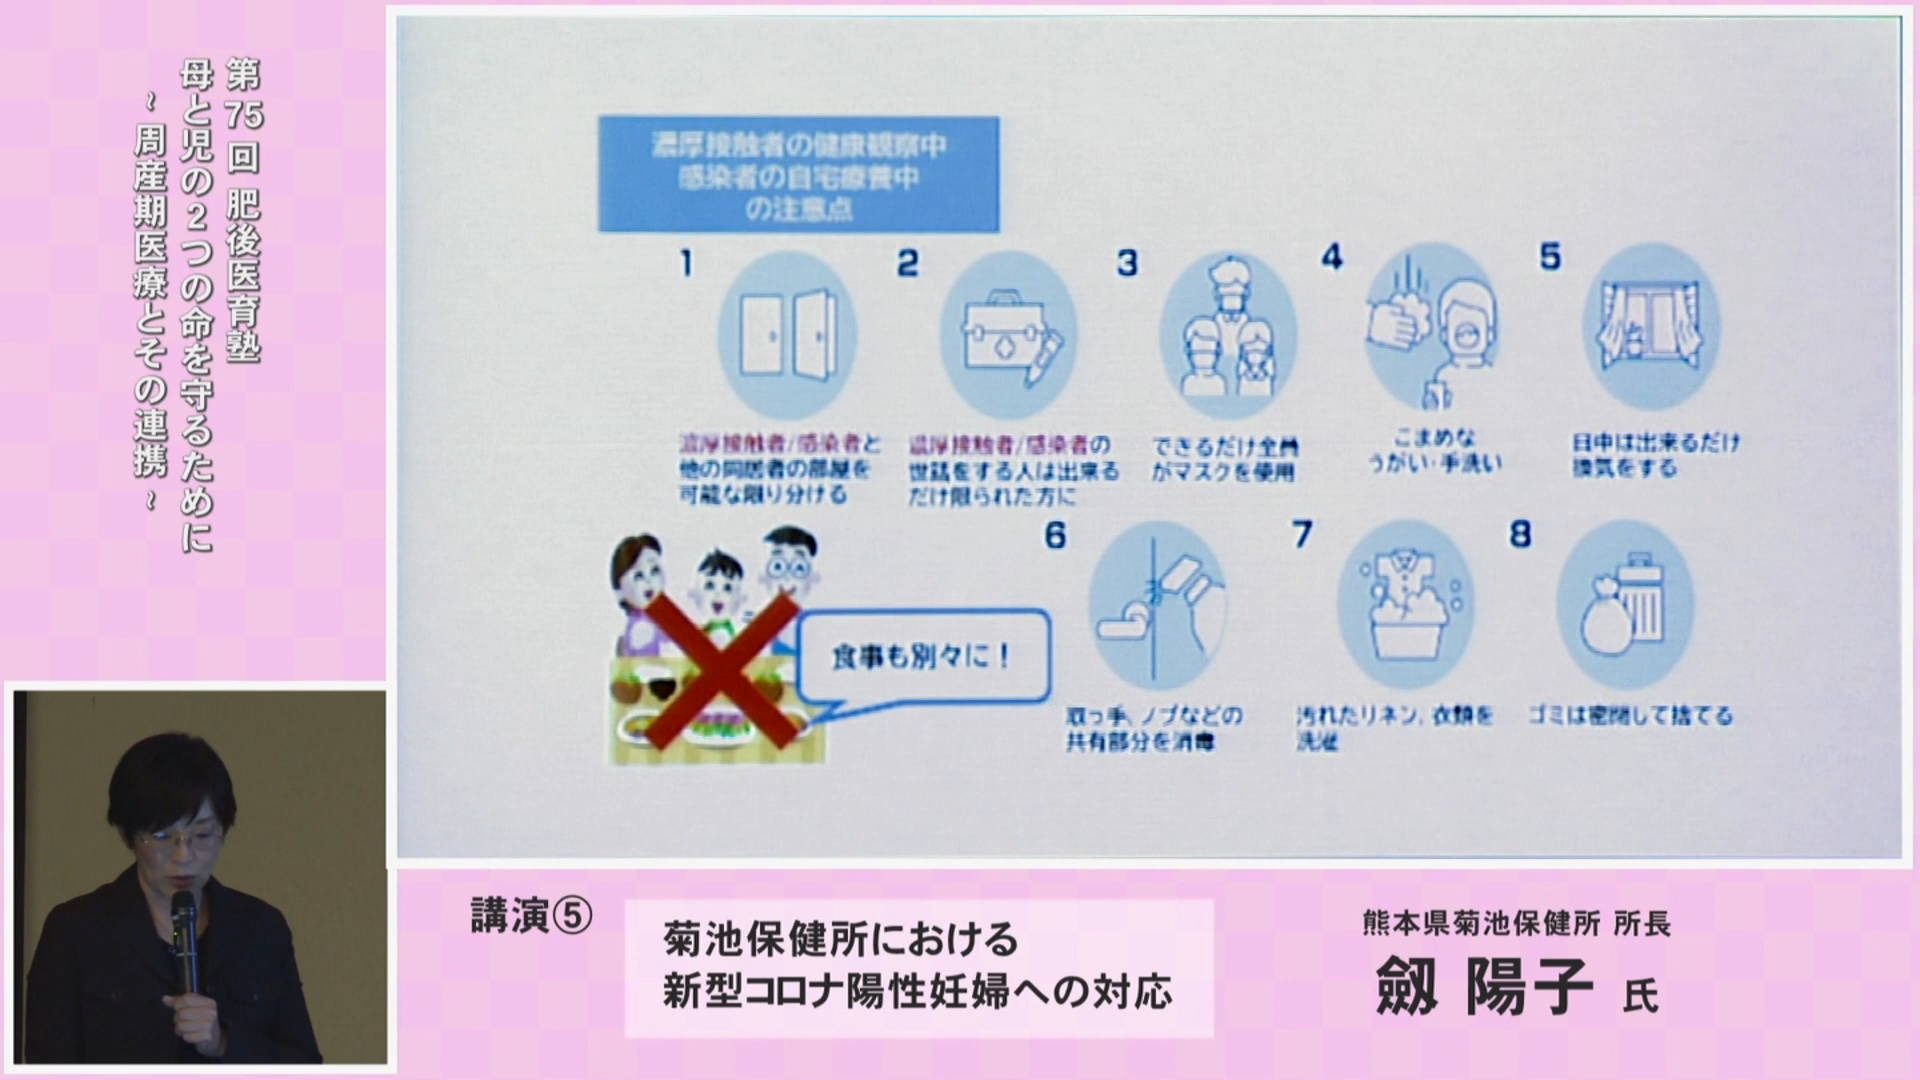 第75回 肥後医育塾
母と児の2つの命を守るために
~ 周産期医療とその連携 ~
濃厚接触者の健康観察中
感染者の自宅療養中
の注意点
1
濃厚接触者/感染者と
他の同居者の部屋を
可能な限り分ける
2
濃厚接触者/感染者の
世話をする人は出来る
だけ限られた方に
3
できるだけ全員
がマスクを使用
4
こまめな
うがい・手洗い
5
日中は出来るだけ
換気をする
食事も別々に！
6
取っ手、ノブなどの
共有部分を消毒
7
汚れたリネン、衣類を
洗濯
8
ゴミは密閉して捨てる
講演⑤
菊池保健所における
新型コロナ陽性妊婦への対応
熊本県菊池保健所 所長
劔 陽子 氏